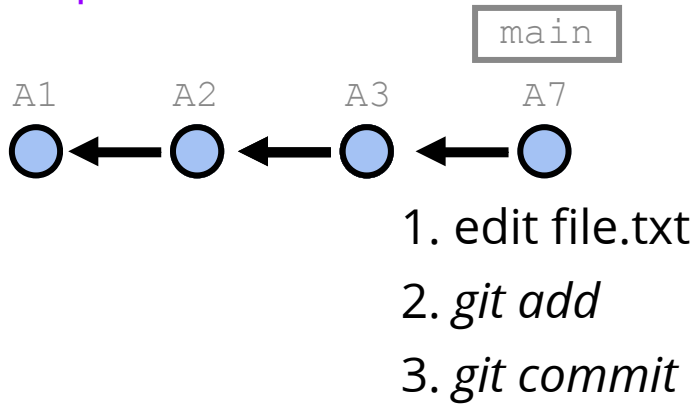 main
A1 A2 A3 A7
1. edit file.txt
2. git add
3. git commit